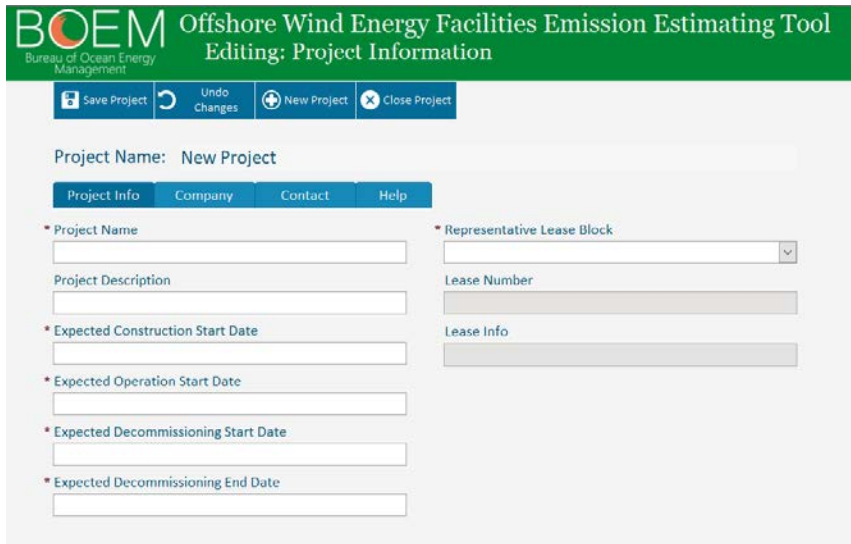 BOEM
Bureau of Ocean Energy
Management
Offshore Wind Energy Facilities Emission Estimating Tool
Editing: Project Information
Save Project
Undo
Changes
New Project
Close Project
Project Name: New Project
Project Info Company Contact Help
* Project Name
Project Description
* Expected Construction Start Date
* Expected Operation Start Date
* Expected Decommissioning Start Date
* Expected Decommissioning End Date
* Representative Lease Block
Lease Number
Lease Info